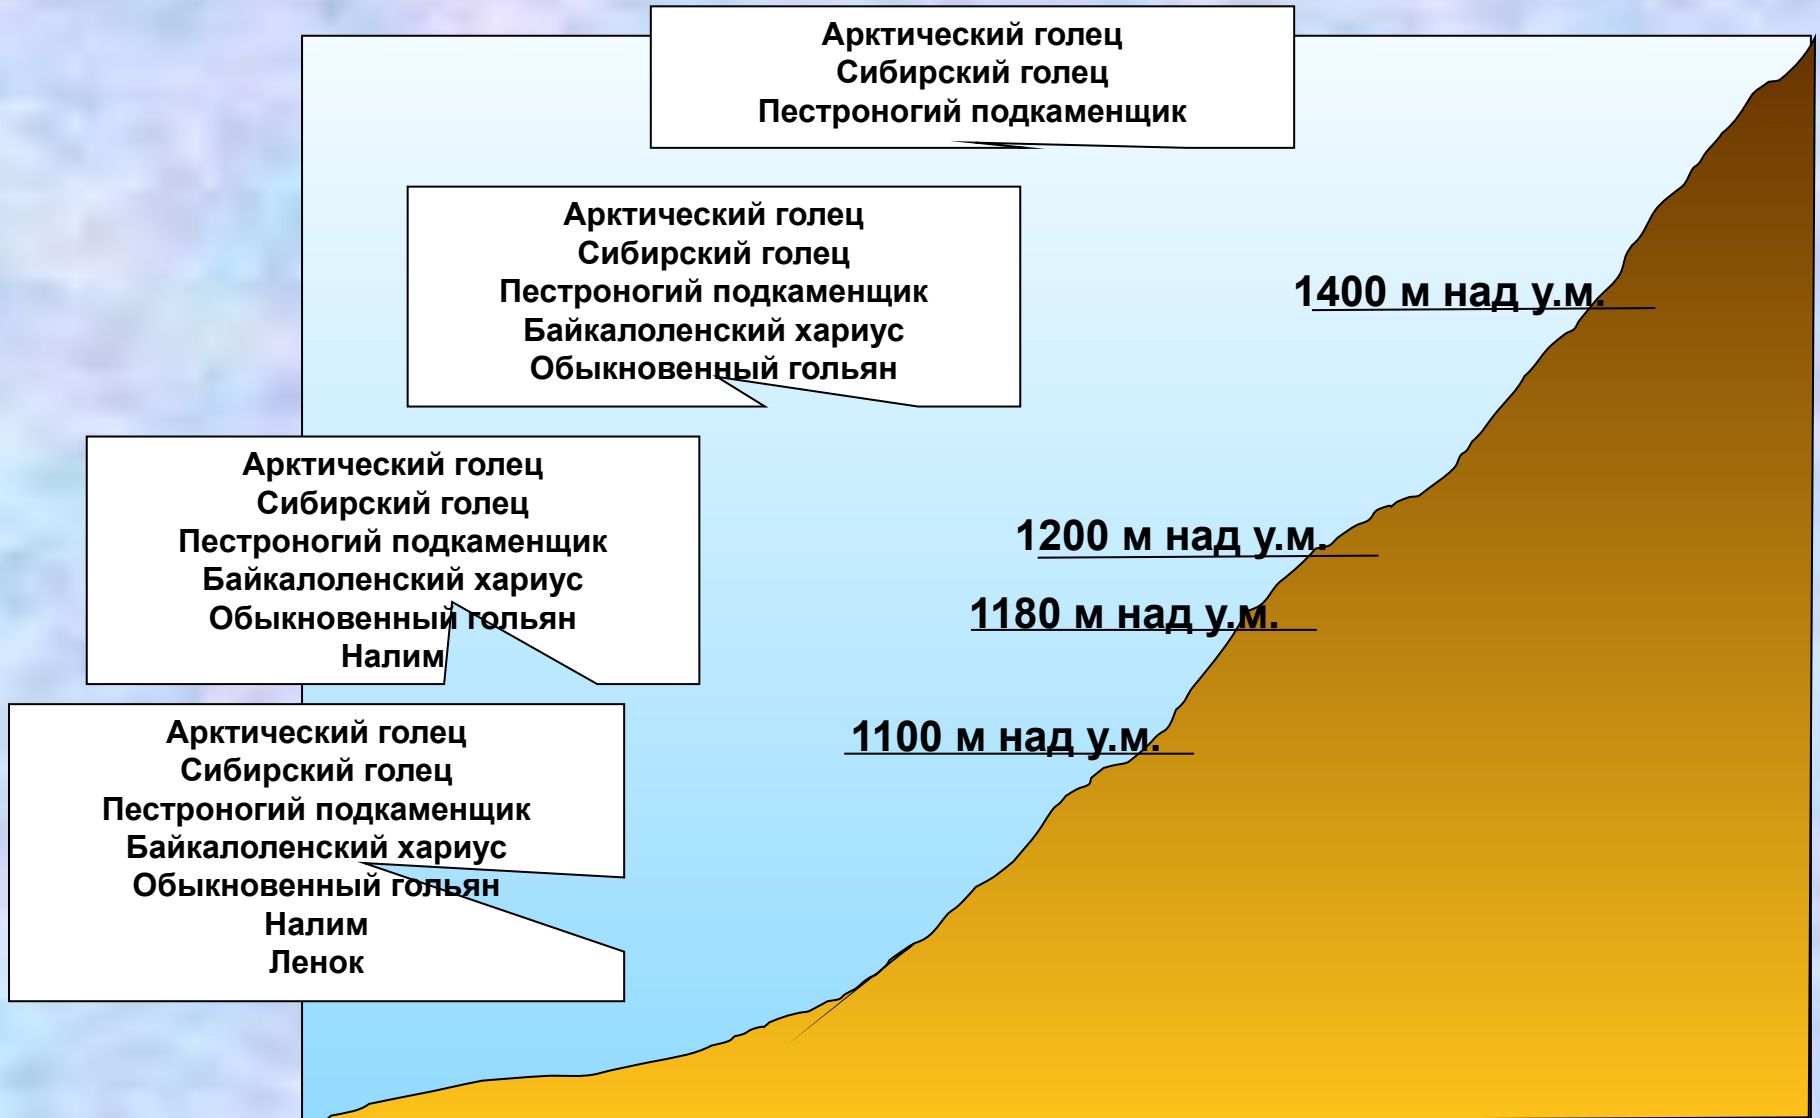 Арктический голец
Сибирский голец
Пестроногий подкаменщик
Арктический голец
Сибирский голец
Пестроногий подкаменщик
Байкалоленский хариус
Обыкновенный гольян
1400 м над у.м.
Арктический голец
Сибирский голец
Пестроногий подкаменщик
Байкалоленский хариус
Обыкновенный гольян
Налим
1200 м над у.м.
1180 м над у.м.
Арктический голец
Сибирский голец
Пестроногий подкаменщик
Байкалоленский хариус
Обыкновенный гольян
Налим
Ленок
1100 м над у.м.